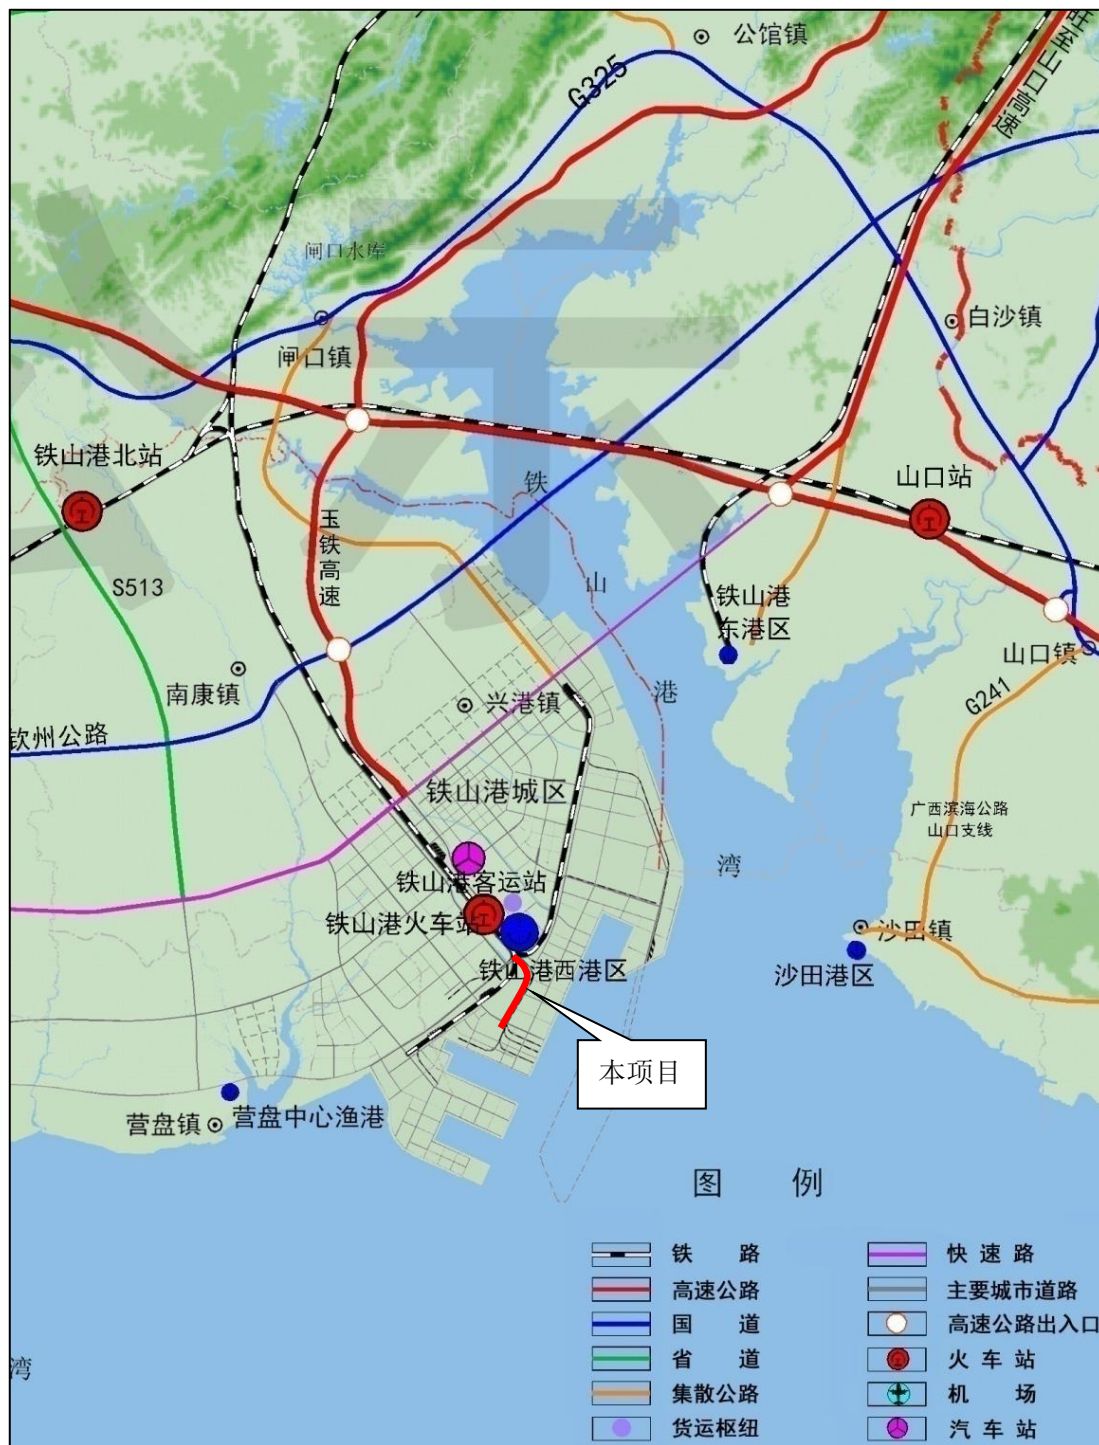 公馆镇
G325
旺至山口高速
闸口水库
白沙镇
闸口镇
铁山港北站
山口站
铁
玉铁高速
S513
山
铁山港
东港区
南康镇
港
山口镇
兴港镇
G241
钦州公路
铁山港城区
广西滨海公路
山口支线
湾
铁山港客运站
铁山港火车站
沙田镇
铁山港西港区
沙田港区
本项目
营盘镇
营盘中心渔港
图 例
铁 路
快 速 路
高速公路
主要城市道路
国 道
高速公路出入口
省 道
火 车 站
湾
集散公路
机 场
货运枢纽
汽 车 站